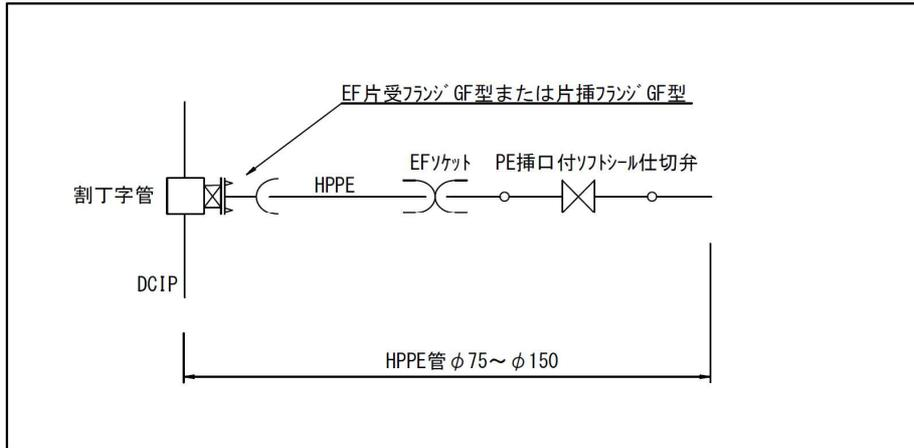 EF片受フランジGF型または片挿フランジGF型
EFソケット
PE挿口付ソフトシール仕切弁
割丁字管
HPPE
DCIP
HPPE管φ75～φ150